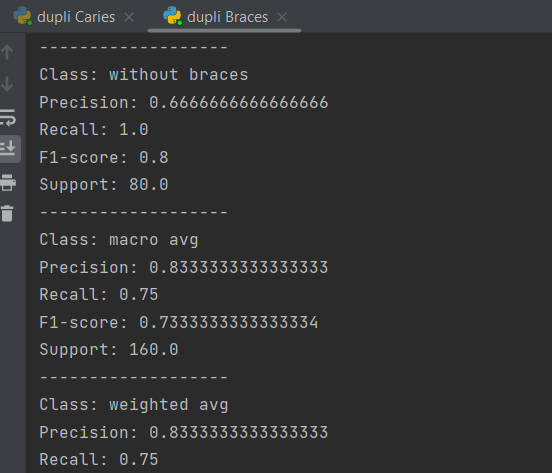 dupli Caries
dupli Braces
-------------------
Class: without braces
Precision: 0.6666666666666666
Recall: 1.0
F1-score: 0.8
Support: 80.0
-------------------
Class: macro avg
Precision: 0.8333333333333333
Recall: 0.75
F1-score: 0.7333333333333334
Support: 160.0
-------------------
Class: weighted avg
Precision: 0.8333333333333333
Recall: 0.75